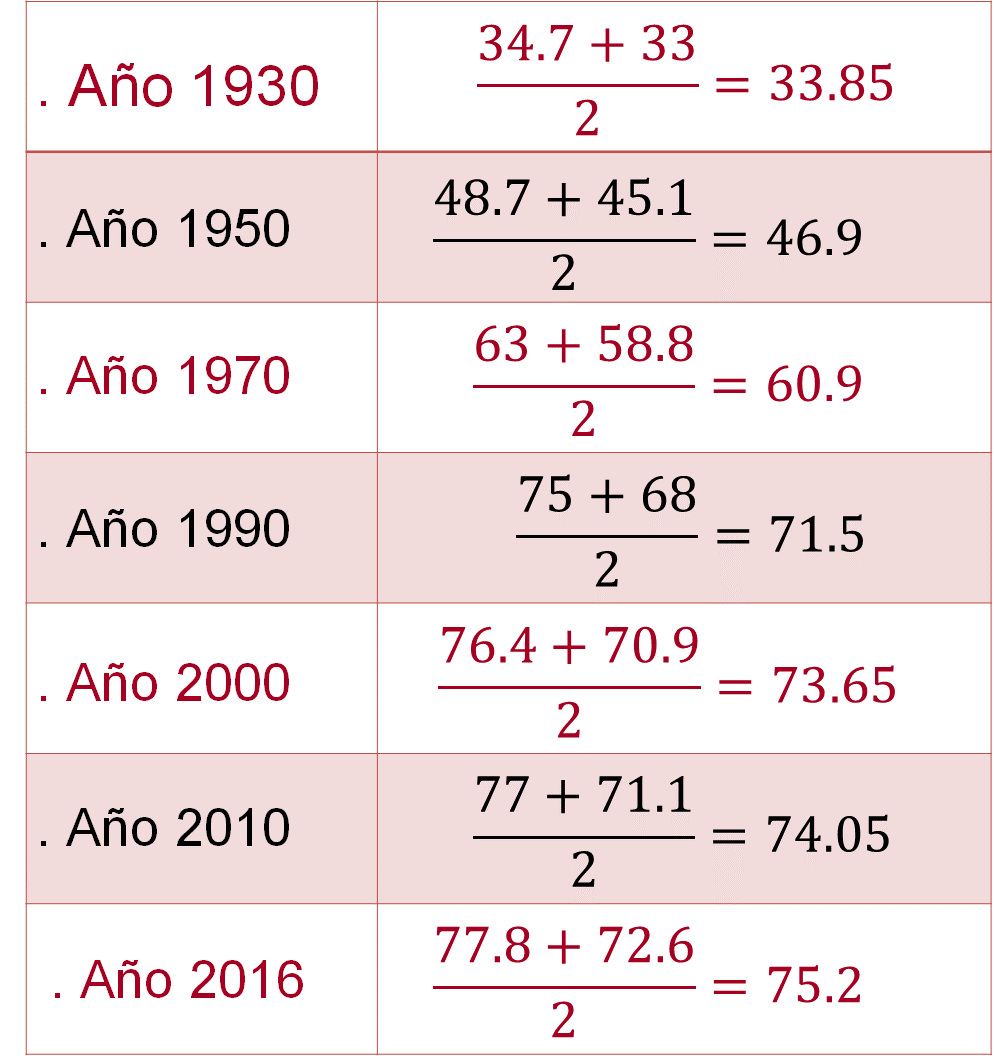 . Año 1930
34.7 + 33
2
= 33.85
. Año 1950
48.7 + 45.1
2
= 46.9
. Año 1970
63 + 58.8
2
= 60.9
. Año 1990
75 + 68
2
= 71.5
. Año 2000
76.4 + 70.9
2
= 73.65
. Año 2010
77 + 71.1
2
= 74.05
. Año 2016
77.8 + 72.6
2
= 75.2